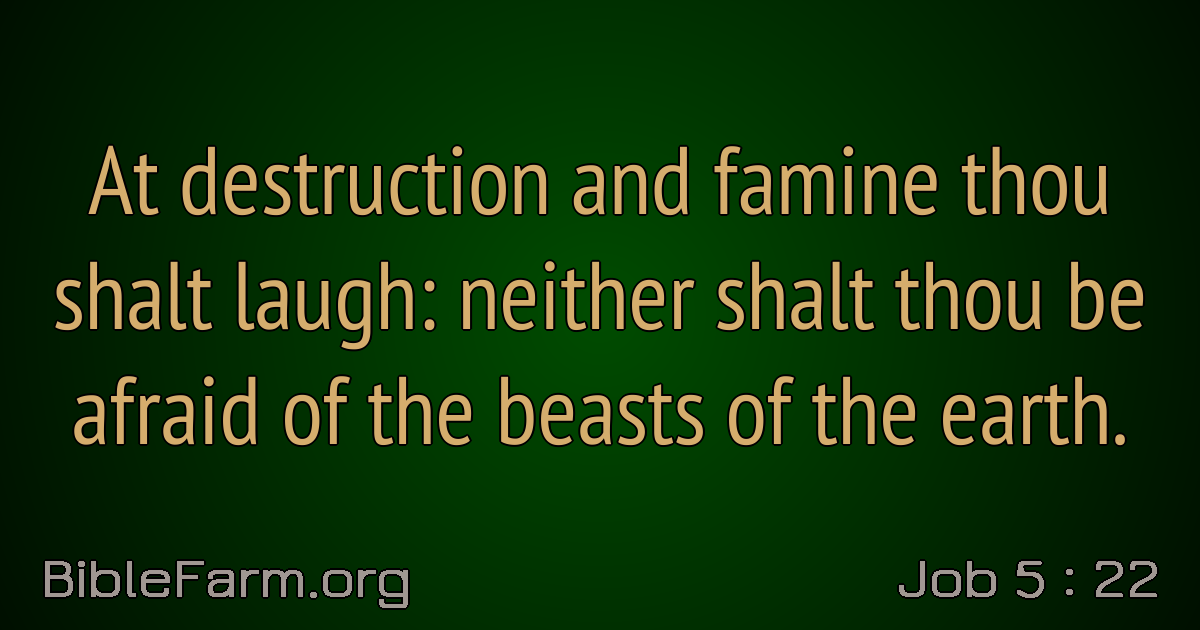 At destruction and famine thou
shalt laugh: neither shalt thou be
afraid of the beasts of the earth.
BibleFarm.org
Job 5 : 22